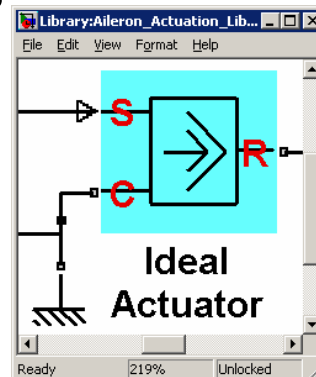 Library:Aileron_Actuation_Lib...
File Edit View Format Help
S
R
C
Ideal
Actuator
Ready 219% Unlocked